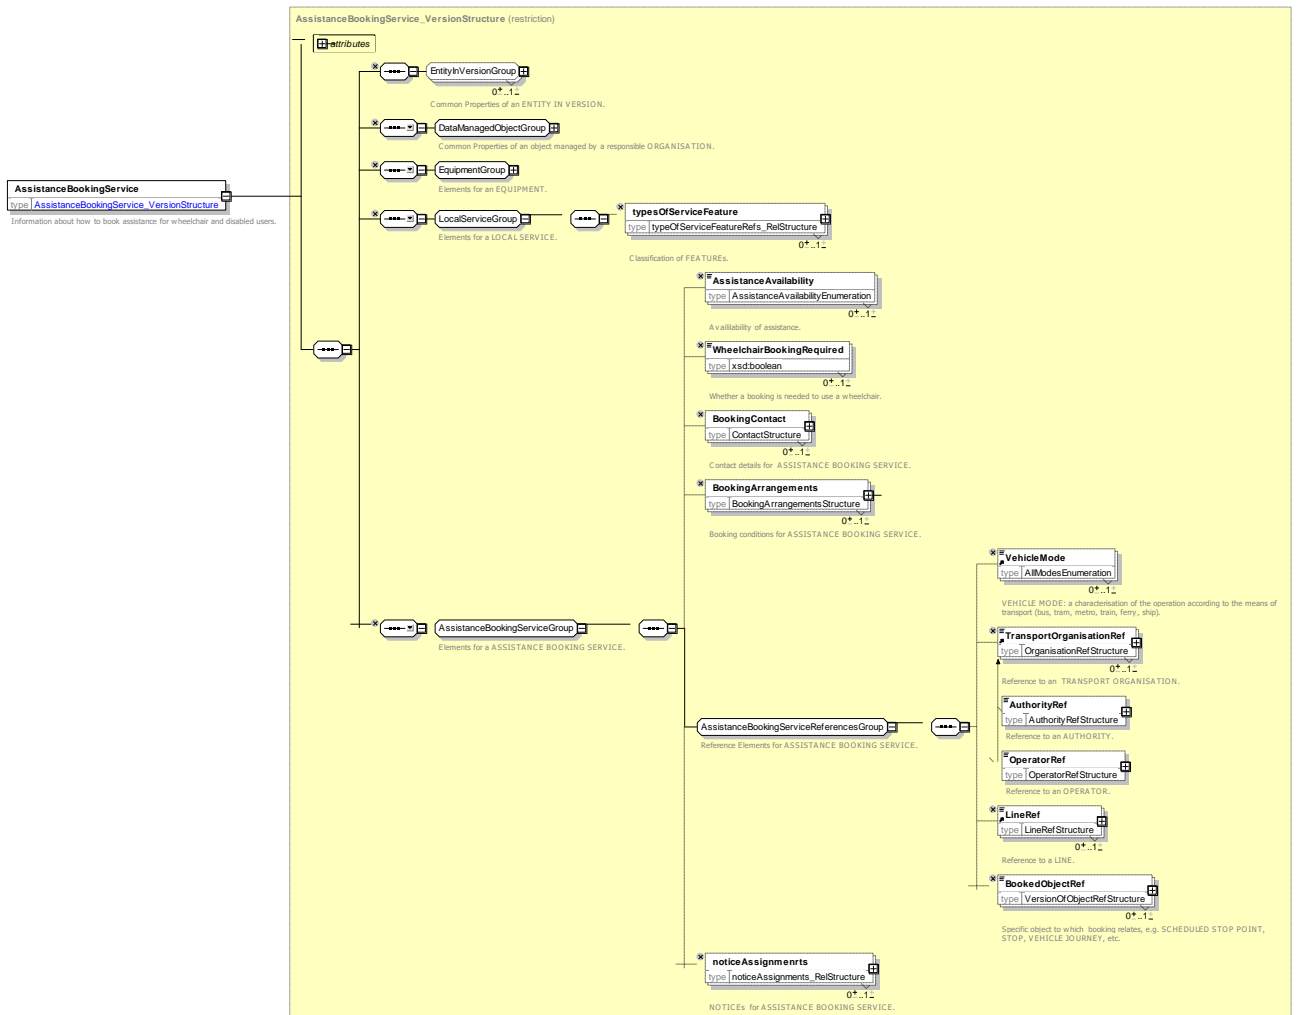 AssistanceBookingService_VersionStructure (restriction)
attributes
EntityInVersionGroup
0..1
Common Properties of an ENTITY IN VERSION.
DataManagedObjectGroup
Common Properties of an object managed by a responsible ORGANISATION.
EquipmentGroup
Elements for an EQUIPMENT.
AssistanceBookingService
type AssistanceBookingService_VersionStructure
Information about how to book assistance for wheelchair and disabled users.
LocalServiceGroup
Elements for a LOCAL SERVICE.
typesOfServiceFeature
type typeOfServiceFeatureRefs_RelStructure
0..1
Classification of FEATUREs.
AssistanceAvailability
type AssistanceAvailabilityEnumeration
0..1
Availilability of assistance.
WheelchairBookingRequired
type xsd:boolean
0..1
Whether a booking is needed to use a wheelchair.
BookingContact
type ContactStructure
0..1
Contact details for ASSISTANCE BOOKING SERVICE.
BookingArrangements
type BookingArrangementsStructure
0..1
Booking conditions for ASSISTANCE BOOKING SERVICE.
AssistanceBookingServiceGroup
Elements for a ASSISTANCE BOOKING SERVICE.
VehicleMode
type AllModesEnumeration
0..1
VEHICLE MODE: a characterisation of the operation according to the means of
transport (bus, tram, metro, train, ferry, ship).
TransportOrganisationRef
type OrganisationRefStructure
0..1
Reference to an TRANSPORT ORGANISATION.
AuthorityRef
type AuthorityRefStructure
Reference to an AUTHORITY.
AssistanceBookingServiceReferencesGroup
Reference Elements for ASSISTANCE BOOKING SERVICE.
OperatorRef
type OperatorRefStructure
Reference to an OPERATOR.
LineRef
type LineRefStructure
0..1
Reference to a LINE.
BookedObjectRef
type VersionOfObjectRefStructure
0..1
Specific object to which booking relates, e.g. SCHEDULED STOP POINT,
STOP, VEHICLE JOURNEY, etc.
noticeAssignmenrts
type noticeAssignments_RelStructure
0..1
NOTICEs for ASSISTANCE BOOKING SERVICE.